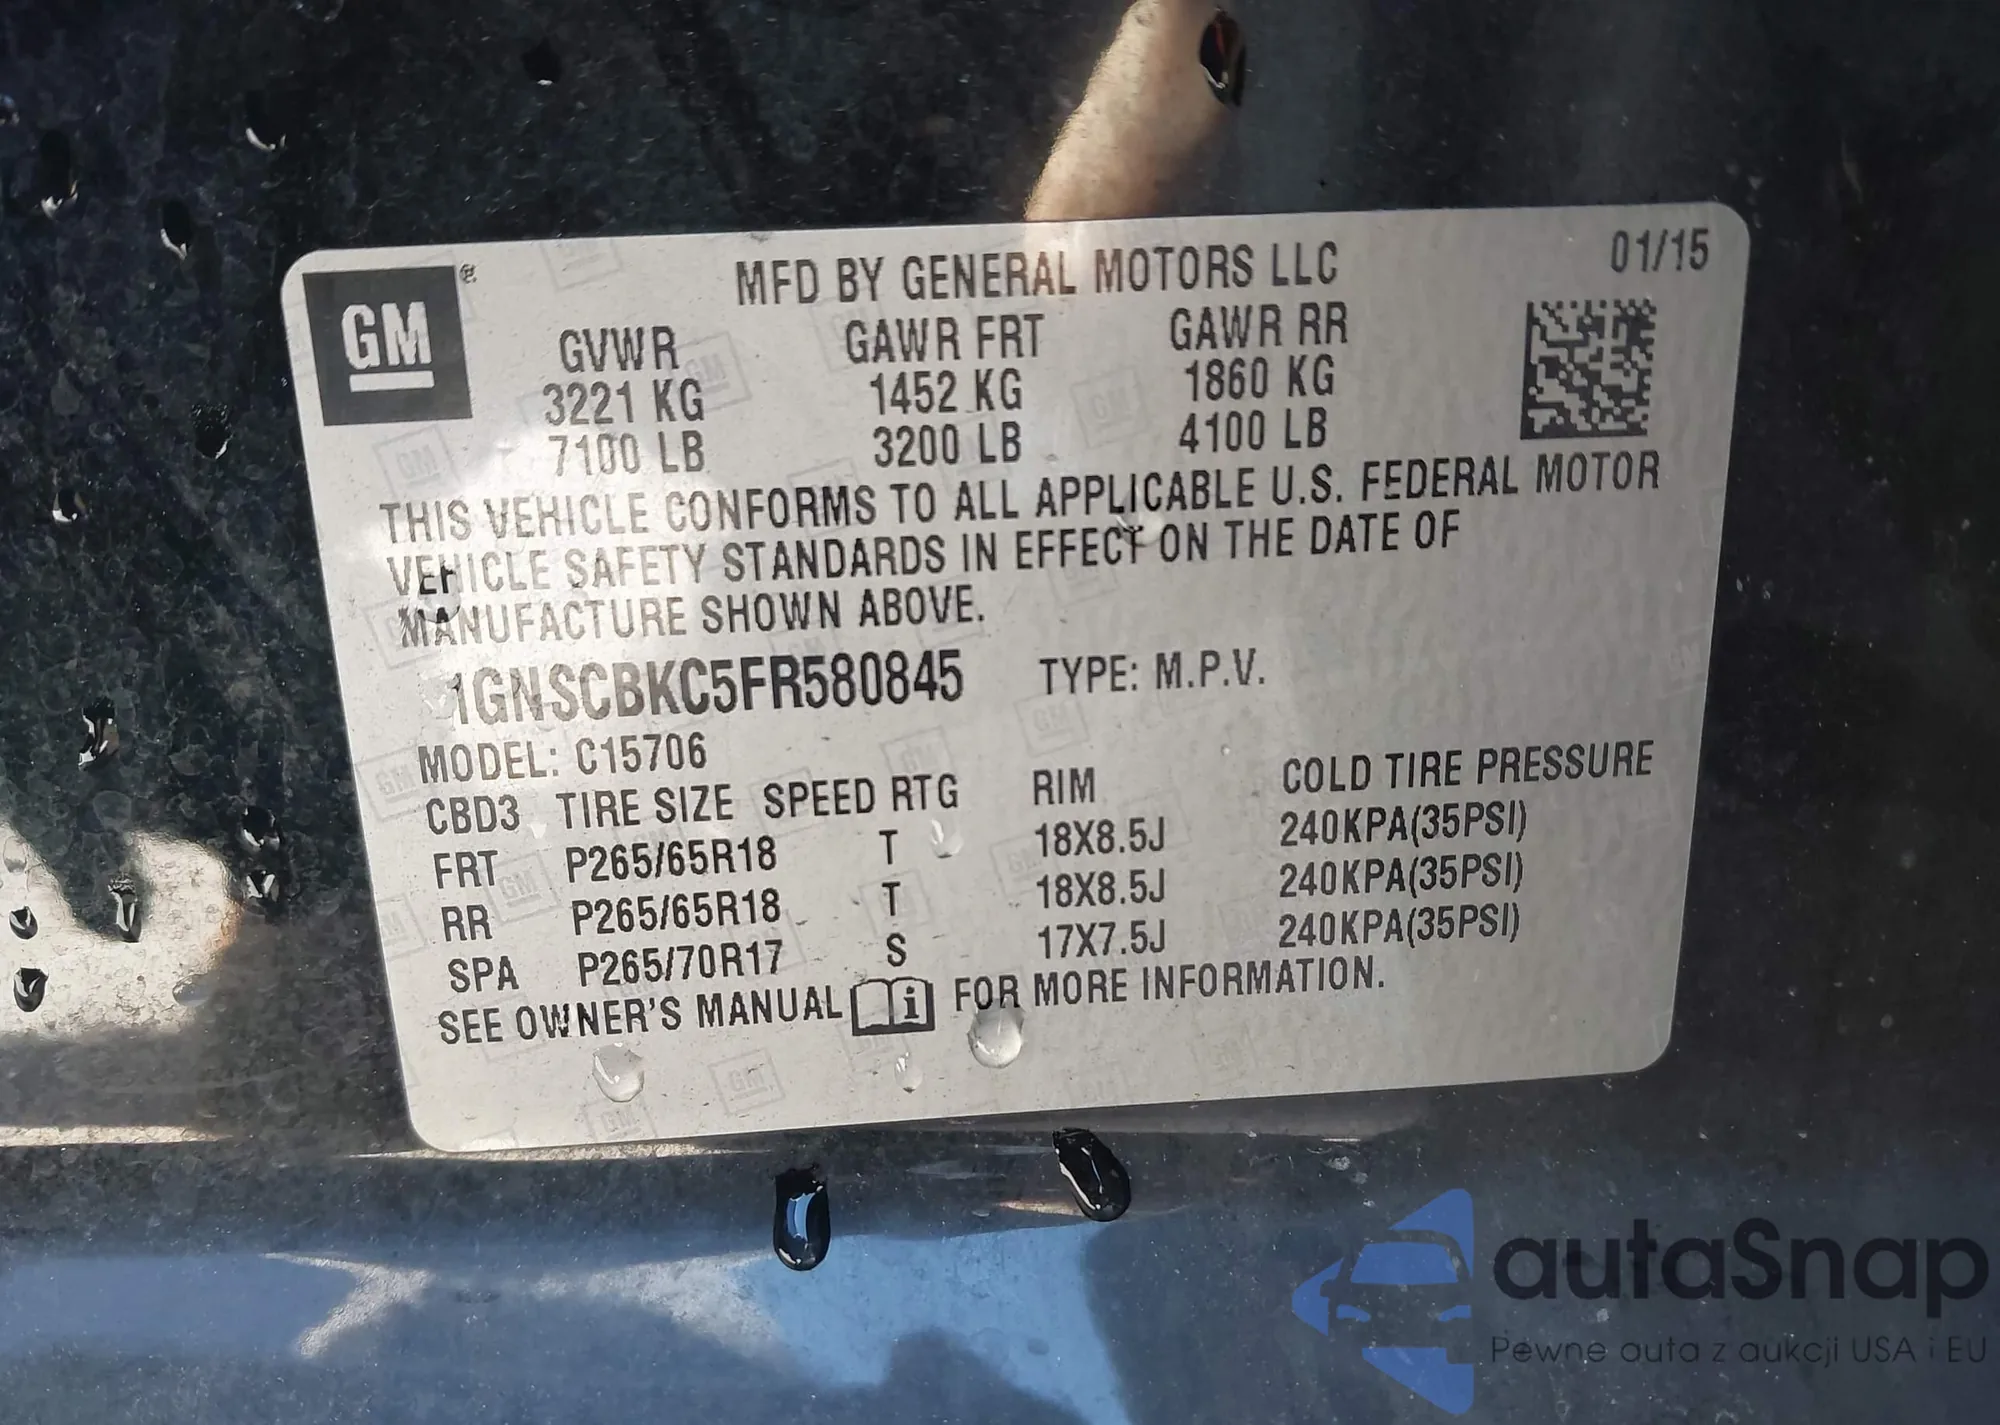 GM®
MFD BY GENERAL MOTORS LLC
01/15
GVWR GAWR FRT GAWR RR
3221 KG 1452 KG 1860 KG
7100 LB 3200 LB 4100 LB
THIS VEHICLE CONFORMS TO ALL APPLICABLE U.S. FEDERAL MOTOR
VEHICLE SAFETY STANDARDS IN EFFECT ON THE DATE OF
MANUFACTURE SHOWN ABOVE.
1GNSCBKC5FR580845 TYPE: M.P.V.
MODEL: C15706
CBD3 TIRE SIZE SPEED RTG RIM COLD TIRE PRESSURE
FRT P265/65R18 T 18X8.5J 240KPA(35PSI)
RR P265/65R18 T 18X8.5J 240KPA(35PSI)
SPA P265/70R17 S 17X7.5J 240KPA(35PSI)
SEE OWNER'S MANUAL i FOR MORE INFORMATION.
autaSnap
Pewne auta z aukcji USA i EU